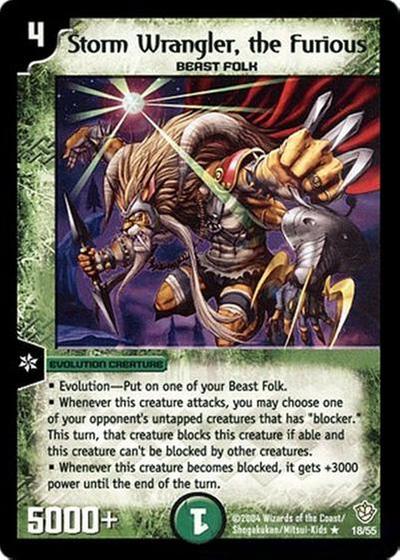 4
Storm Wrangler, the Furious
BEAST FOLK
EVOLUTION CREATURE
▪ Evolution—Put on one of your Beast Folk.
▪ Whenever this creature attacks, you may choose one
of your opponent's untapped creatures that has "blocker."
This turn, that creature blocks this creature if able and
this creature can't be blocked by other creatures.
▪ Whenever this creature becomes blocked, it gets +3000
power until the end of the turn.
5000+
1
©2004 Wizards of the Coast/
Shogakukan/Mitsui-Kids ★ 18/55